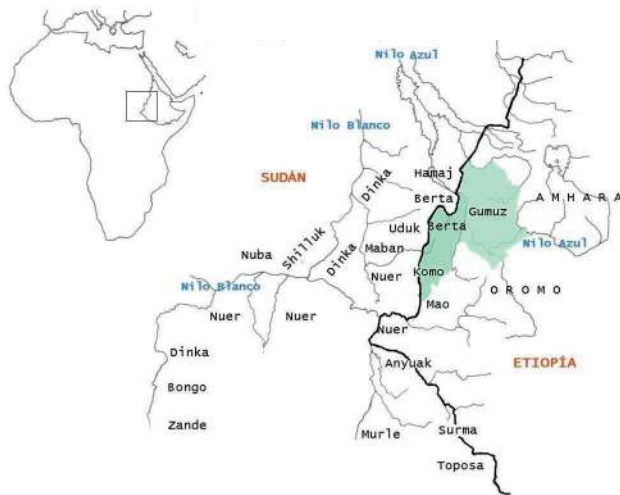 Nilo Azul
Nilo Blanco
SUDÁN
Hamaj
Dinka
Berta
Gumuz
AMHARA
Uduk
Berta
Shilluk
Dinka
Maban
Nilo Azul
Nuba
Nuer
Komo
Nilo Blanco
OROMO
Mao
Nuer
Nuer
Nuer
Dinka
Anyuak
ETIOPÍA
Bongo
Zande
Murle
Surma
Toposa